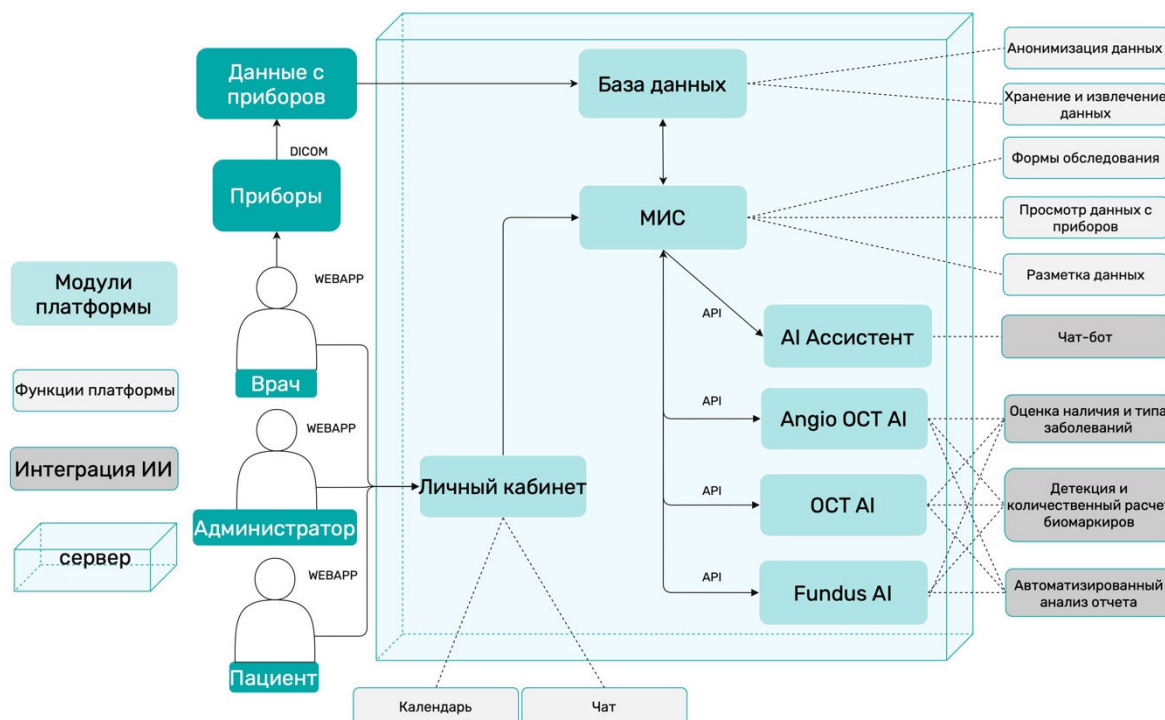 Данные с
приборов
DICOM
Приборы
WEBAPP
Врач
WEBAPP
Администратор
WEBAPP
Пациент
Модули
платформы
Функции платформы
Интеграция ИИ
сервер
База данных
МИС
API
AI Ассистент
API
Angio OCT AI
API
OCT AI
API
Fundus AI
Личный кабинет
Календарь
Чат
Анонимизация данных
Хранение и извлечение
данных
Формы обследования
Просмотр данных с
приборов
Разметка данных
Чат-бот
Оценка наличия и типа
заболеваний
Детекция и
количественный расчет
биомаркиров
Автоматизированный
анализ отчета